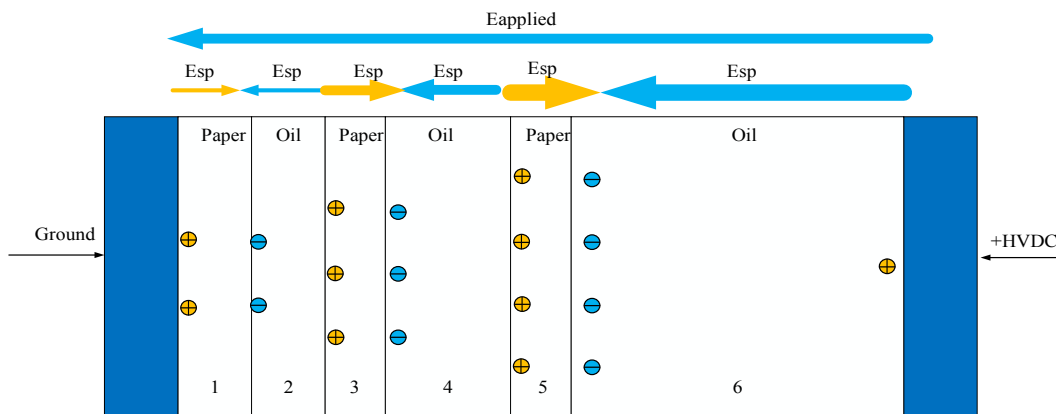 Eapplied
Esp Esp Esp Esp Esp Esp
Paper Oil Paper Oil Paper Oil
Ground
+HVDC
1 2 3 4 5 6